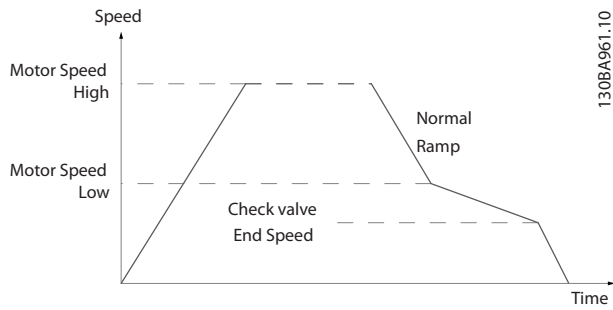 Speed
130BA961.10
Motor Speed
High
Normal
Ramp
Motor Speed
Low
Check valve
End Speed
Time